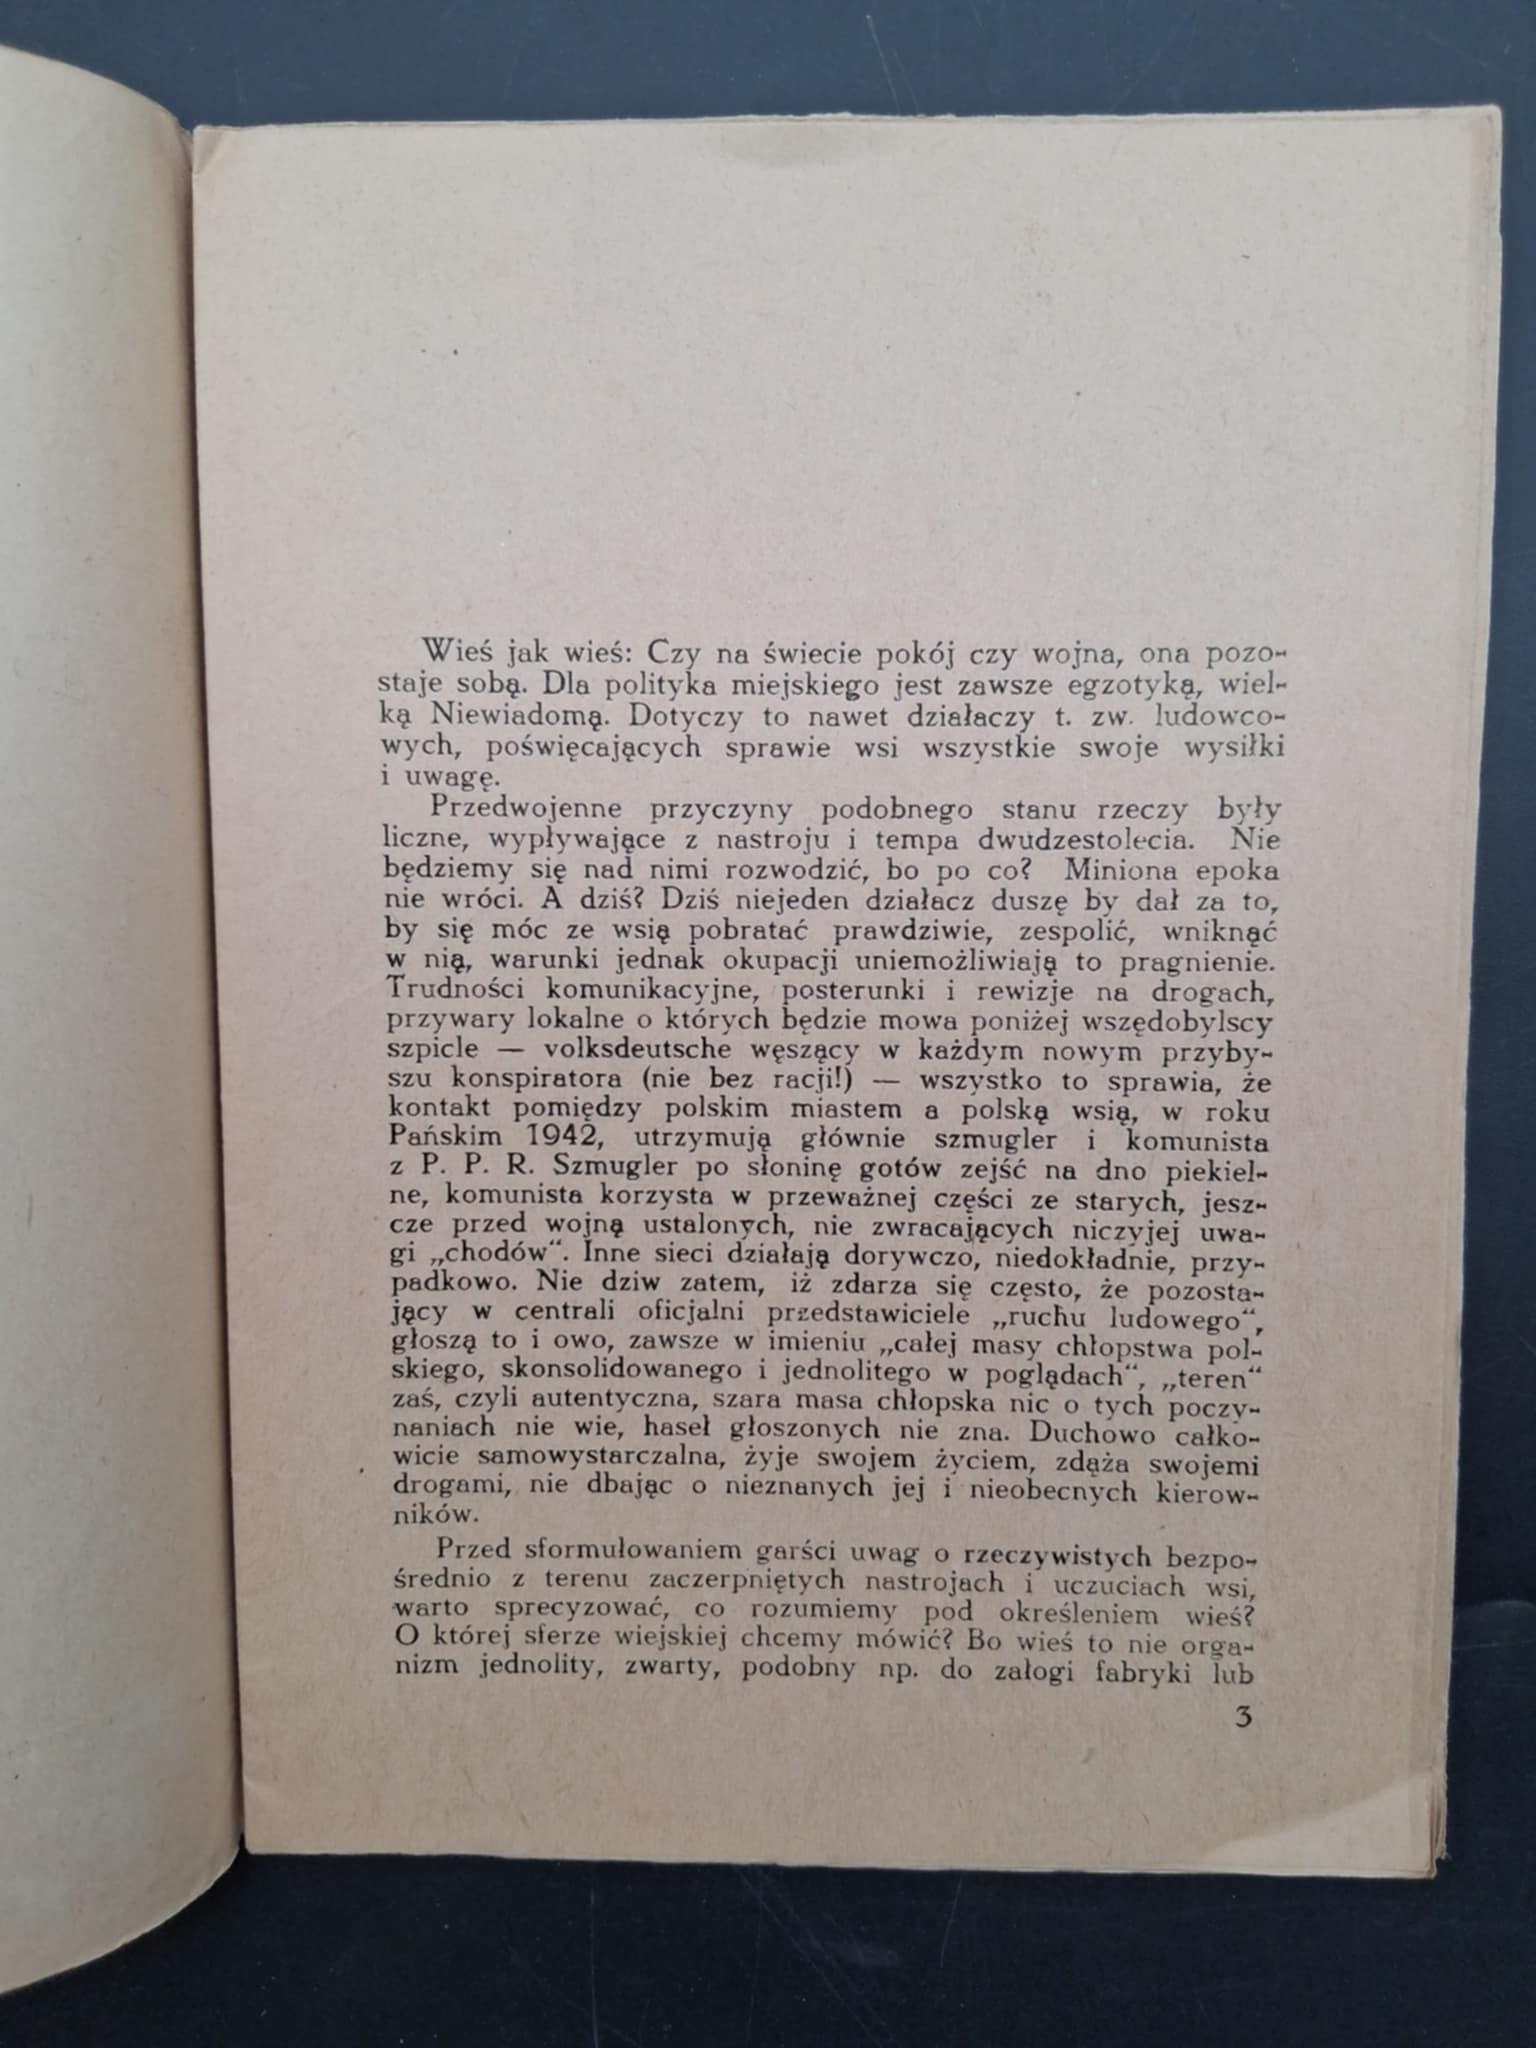 Wieś jak wieś: Czy na świecie pokój czy wojna, ona pozo-
staje sobą. Dla polityka miejskiego jest zawsze egzotyką, wiel-
ką Niewiadomą. Dotyczy to nawet działaczy t. zw. ludowco-
wych, poświęcających sprawie wsi wszystkie swoje wysiłki
i uwagę.
Przedwojenne przyczyny podobnego stanu rzeczy były
liczne, wypływające z nastroju i tempa dwudzestolecia. Nie
będziemy się nad nimi rozwodzić, bo po co? Miniona epoka
nie wróci. A dziś? Dziś niejeden działacz duszę by dał za to,
by się móc ze wsią pobratać prawdziwie, zespolić, wniknąć
w nią, warunki jednak okupacji uniemożliwiają to pragnienie.
Trudności komunikacyjne, posterunki i rewizje na drogach,
przywary lokalne o których będzie mowa poniżej wszędobylscy
szpicle — volksdeutsche węszący w każdym nowym przyby-
szu konspiratora (nie bez racji!) — wszystko to sprawia, że
kontakt pomiędzy polskim miastem a polską wsią, w roku
Pańskim 1942, utrzymują głównie szmugler i komunista
z P. P. R. Szmugler po słoninę gotów zejść na dno piekiel-
ne, komunista korzysta w przeważnej części ze starych, jesz-
cze przed wojną ustalonych, nie zwracających niczyjej uwa-
gi „chodów“. Inne sieci działają dorywczo, niedokładnie, przy-
padkowo. Nie dziw zatem, iż zdarza się często, że pozosta-
jący w centrali oficjalni przedstawiciele „ruchu ludowego“,
głoszą to i owo, zawsze w imieniu „całej masy chłopstwa pol-
skiego, skonsolidowanego i jednolitego w poglądach“, „teren“
zaś, czyli autentyczna, szara masa chłopska nic o tych poczy-
naniach nie wie, haseł głoszonych nie zna. Duchowo całko-
wicie samowystarczalna, żyje swojem życiem, zdąża swojemi
drogami, nie dbając o nieznanych jej i nieobecnych kierow-
ników.
Przed sformułowaniem garści uwag o rzeczywistych bezpo-
średnio z terenu zaczerpniętych nastrojach i uczuciach wsi,
warto sprecyzować, co rozumiemy pod określeniem wieś?
O której sferze wiejskiej chcemy mówić? Bo wieś to nie orga-
nizm jednolity, zwarty, podobny np. do załogi fabryki lub
3